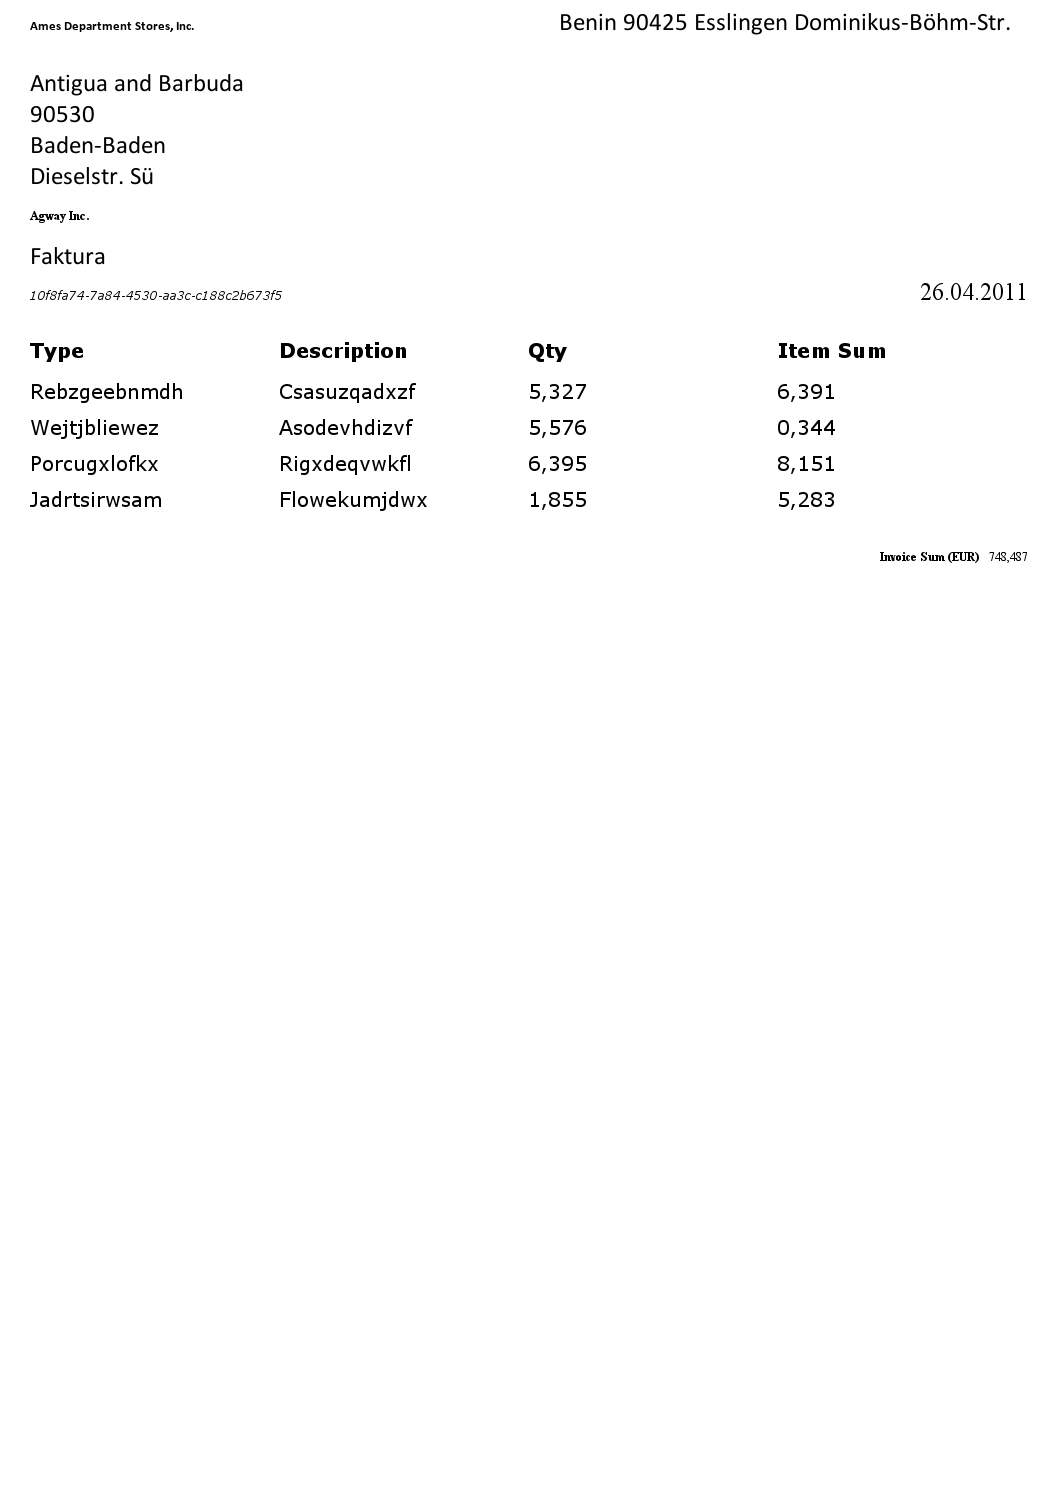 Ames Department Stores, Inc.
Benin 90425 Esslingen Dominikus-Böhm-Str.
Antigua and Barbuda
90530
Baden-Baden
Dieselstr. Sü
Agway Inc.
Faktura
10f8fa74-7a84-4530-aa3c-c188c2b673f5 26.04.2011
Type Description Qty Item Sum
Rebzgeebnmdh Csasuzqadxzf 5,327 6,391
Wejtjbliewez Asodevhdizvf 5,576 0,344
Porcugxlofkx Rigxdeqvwkfl 6,395 8,151
Jadrtsirwsam Flowekumjdwx 1,855 5,283
Invoice Sum (EUR) 748,487